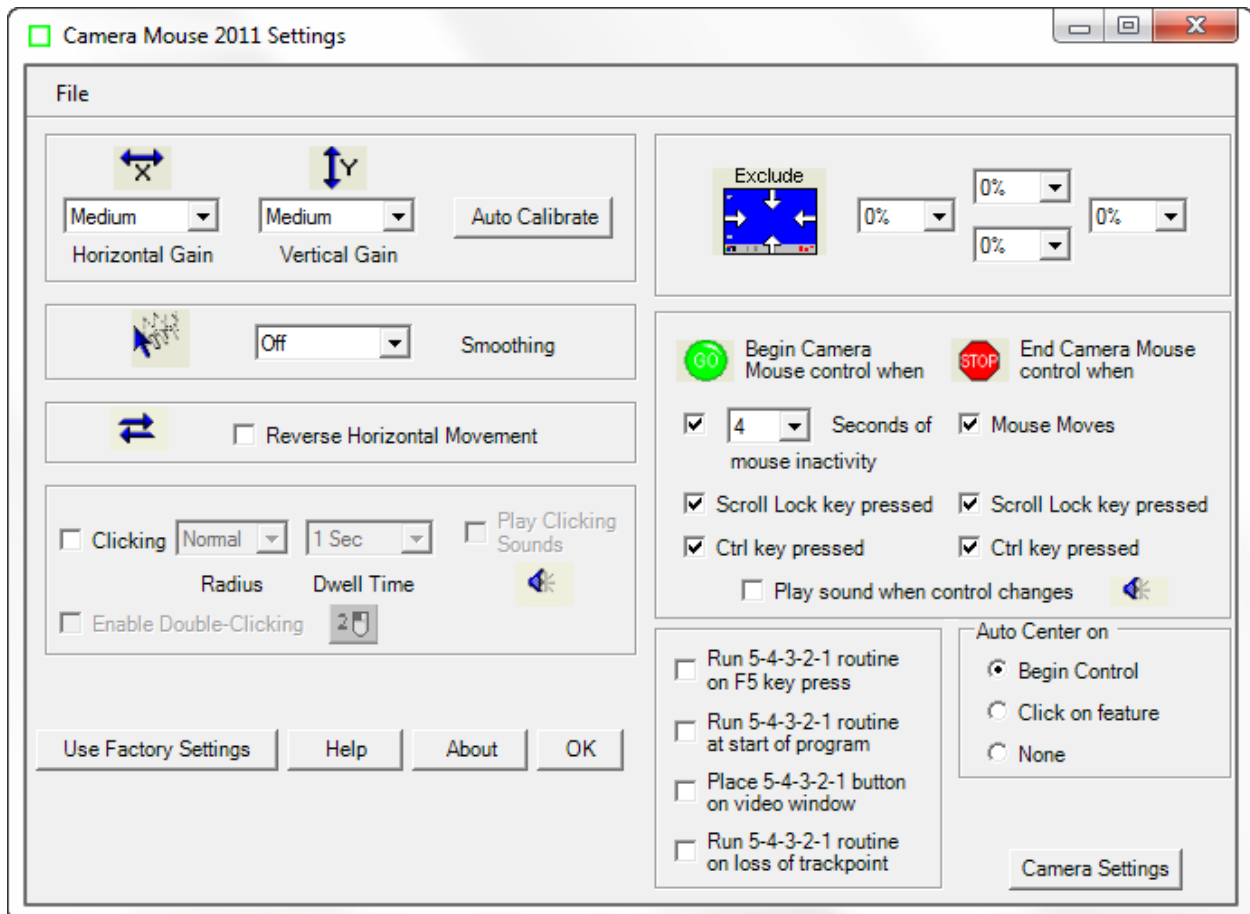 Camera Mouse 2011 Settings
File
X
Y
Medium
Medium
Auto Calibrate
Horizontal Gain
Vertical Gain
Off
Smoothing
Reverse Horizontal Movement
Clicking
Normal
1 Sec
Play Clicking
Sounds
Radius
Dwell Time
Enable Double-Clicking
2
Use Factory Settings
Help
About
OK
Exclude
0%
0%
0%
0%
GO
Begin Camera
Mouse control when
STOP
End Camera Mouse
control when
4
Seconds of
mouse inactivity
Mouse Moves
Scroll Lock key pressed
Scroll Lock key pressed
Ctrl key pressed
Ctrl key pressed
Play sound when control changes
Run 5-4-3-2-1 routine
on F5 key press
Run 5-4-3-2-1 routine
at start of program
Place 5-4-3-2-1 button
on video window
Run 5-4-3-2-1 routine
on loss of trackpoint
Auto Center on
Begin Control
Click on feature
None
Camera Settings